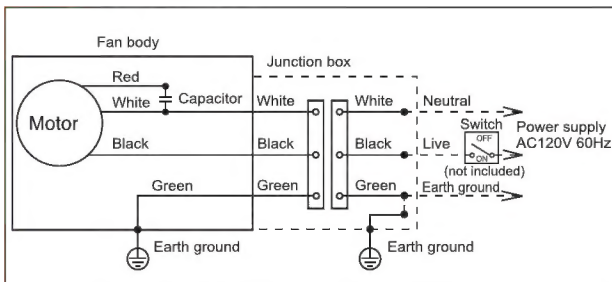 Fan body
Junction box
Red
White
Capacitor
White
White
Neutral
Switch
OFF
ON
(not included)
Power supply
AC120V 60Hz
Motor
Black
Black
Black
Live
Green
Green
Green
Earth ground
Earth ground
Earth ground